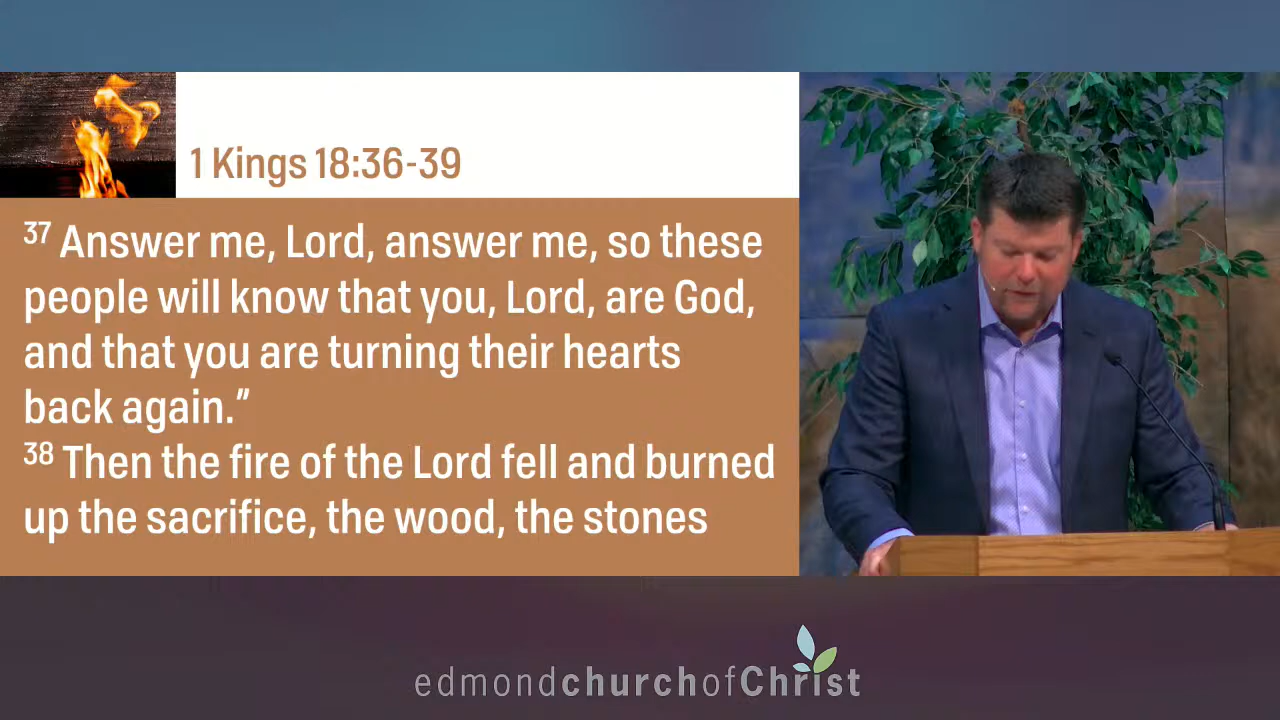 1 Kings 18:36-39
37 Answer me, Lord, answer me, so these
people will know that you, Lord, are God,
and that you are turning their hearts
back again.”
38 Then the fire of the Lord fell and burned
up the sacrifice, the wood, the stones
edmondchurchofChrist